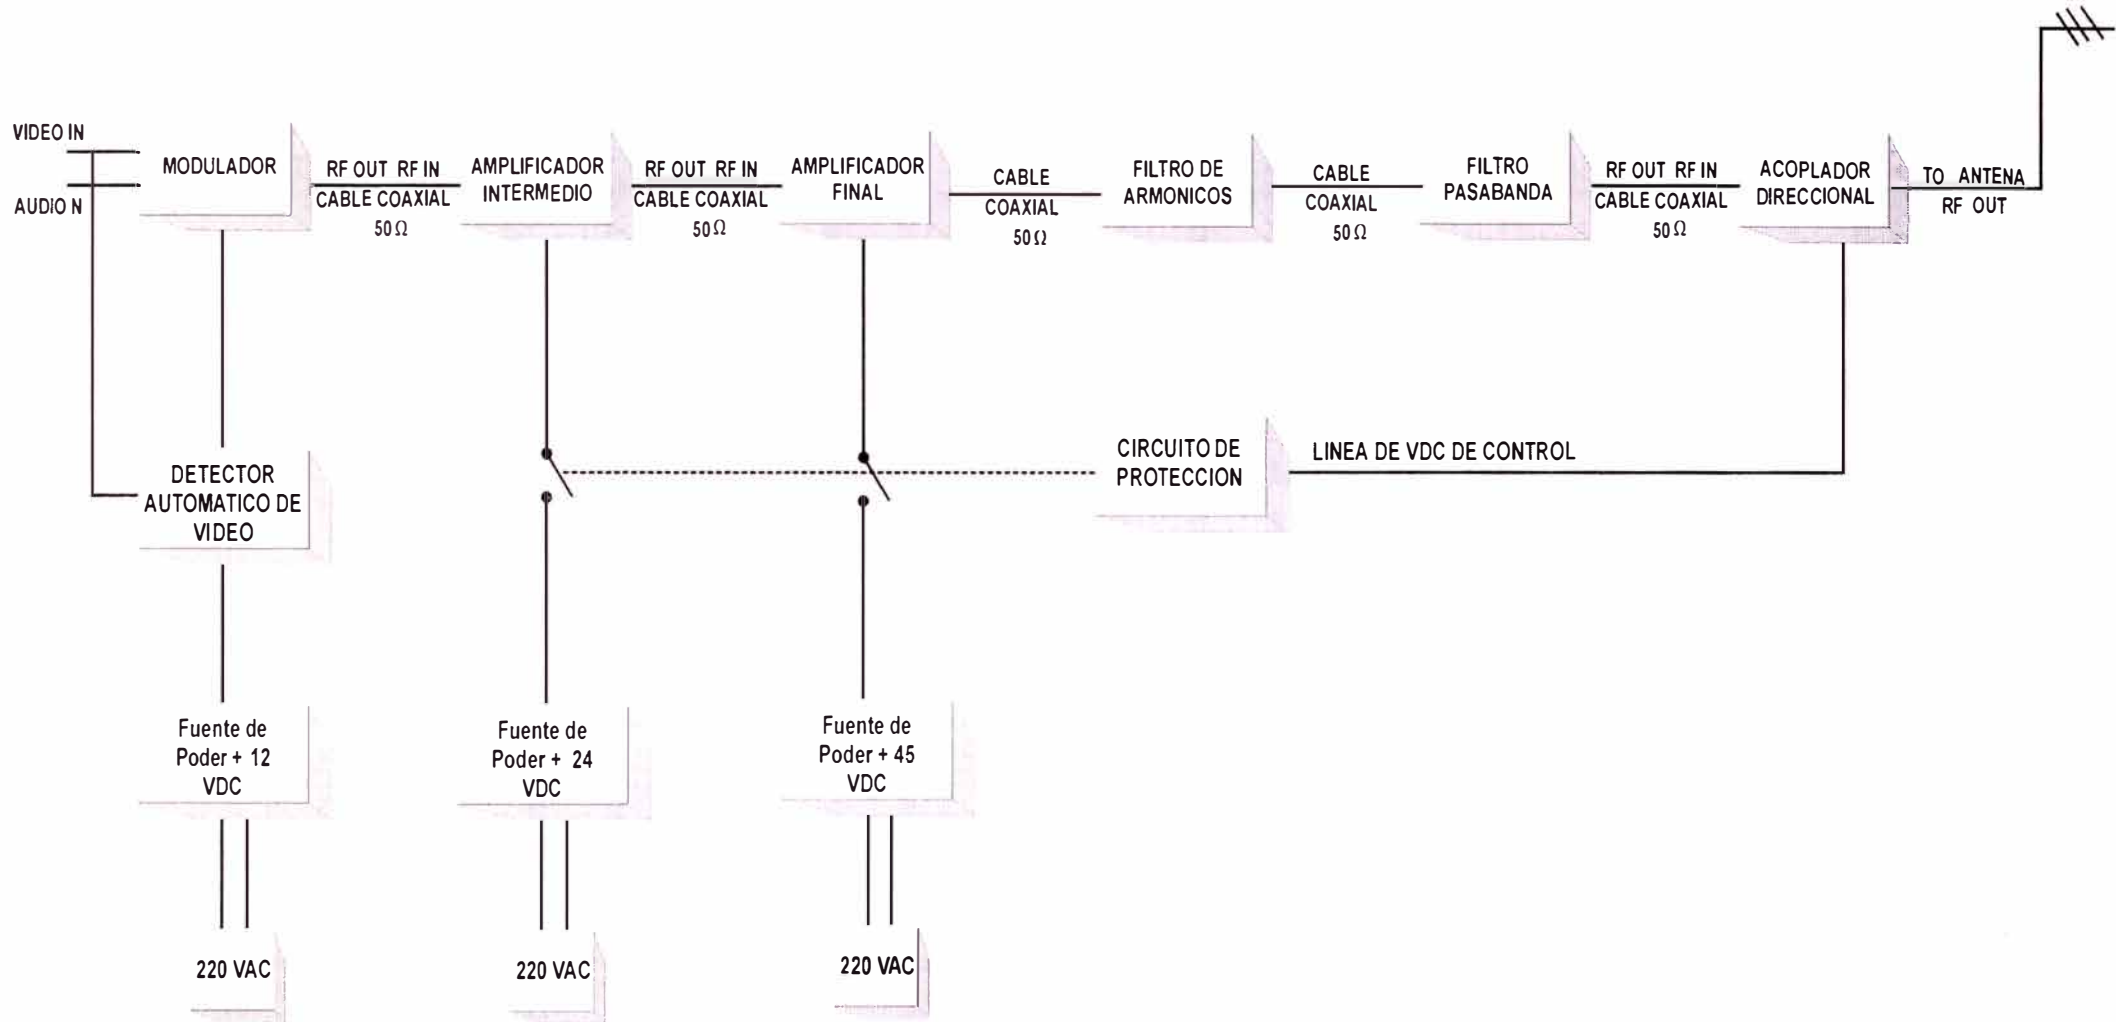 VIDEO IN
AUDIO N
MODULADOR
RF OUT RF IN
CABLE COAXIAL
50Ω
AMPLIFICADOR
INTERMEDIO
RF OUT RF IN
CABLE COAXIAL
50Ω
AMPLIFICADOR
FINAL
CABLE
COAXIAL
50Ω
FILTRO DE
ARMONICOS
CABLE
COAXIAL
50Ω
FILTRO
PASABANDA
RF OUT RF IN
CABLE COAXIAL
50Ω
ACOPLADOR
DIRECCIONAL
TO ANTENA
RF OUT
DETECTOR
AUTOMATICO DE
VIDEO
CIRCUITO DE
PROTECCION
LINEA DE VDC DE CONTROL
Fuente de
Poder + 12
VDC
Fuente de
Poder + 24
VDC
Fuente de
Poder + 45
VDC
220 VAC
220 VAC
220 VAC